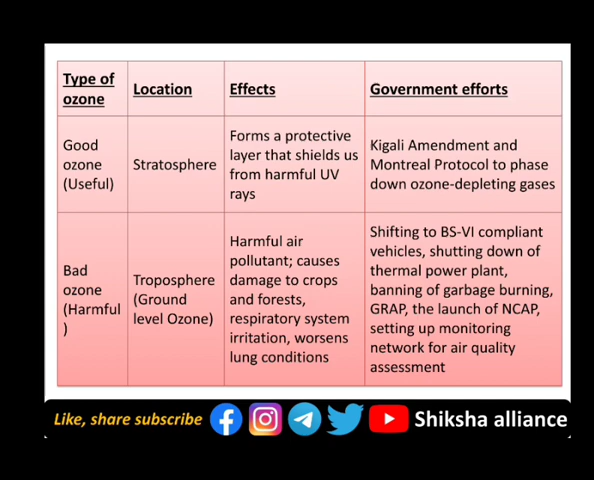 Type of
ozone
Location
Effects
Government efforts
Good
ozone
(Useful)
Stratosphere
Forms a protective
layer that shields us
from harmful UV
rays
Kigali Amendment and
Montreal Protocol to phase
down ozone-depleting gases
Bad
ozone
(Harmful
)
Troposphere
(Ground
level Ozone)
Harmful air
pollutant; causes
damage to crops
and forests,
respiratory system
irritation, worsens
lung conditions
Shifting to BS-VI compliant
vehicles, shutting down of
thermal power plant,
banning of garbage burning,
GRAP, the launch of NCAP,
setting up monitoring
network for air quality
assessment
Like, share subscribe
Shiksha alliance